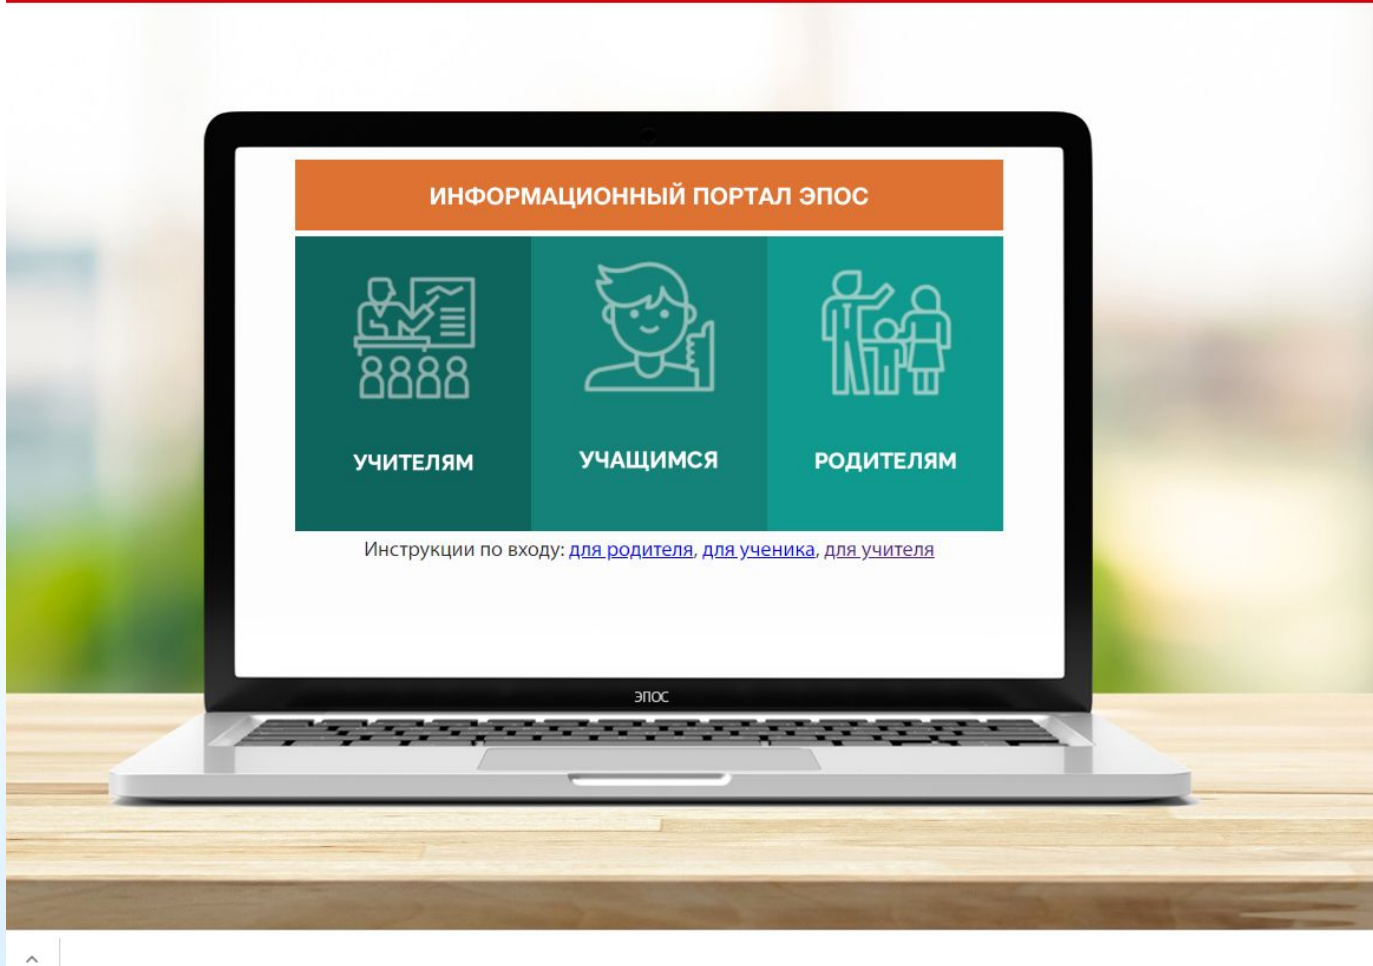 ИНФОРМАЦИОННЫЙ ПОРТАЛ ЭПОС
УЧИТЕЛЯМ УЧАЩИМСЯ РОДИТЕЛЯМ
Инструкции по входу: для родителя, для ученика, для учителя
ЭПОС